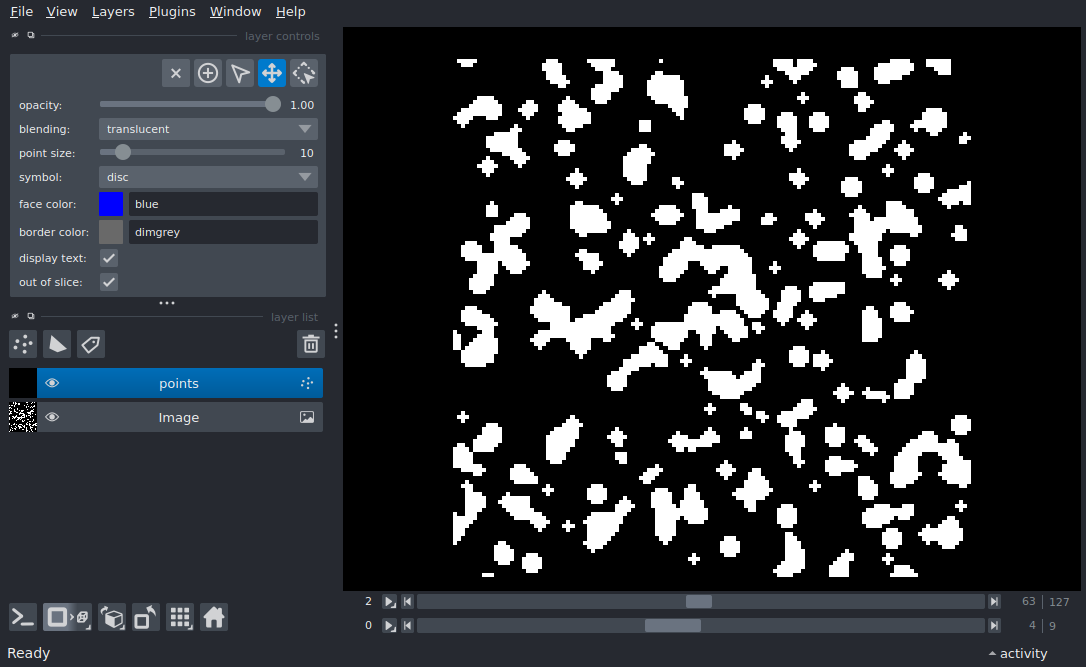 File View Layers Plugins Window Help
layer controls
opacity: 1.00
blending: translucent
point size: 10
symbol: disc
face color: blue
border color: dimgrey
display text:
out of slice:
layer list
points
Image
2 63 | 127
0 4 | 9
Ready activity